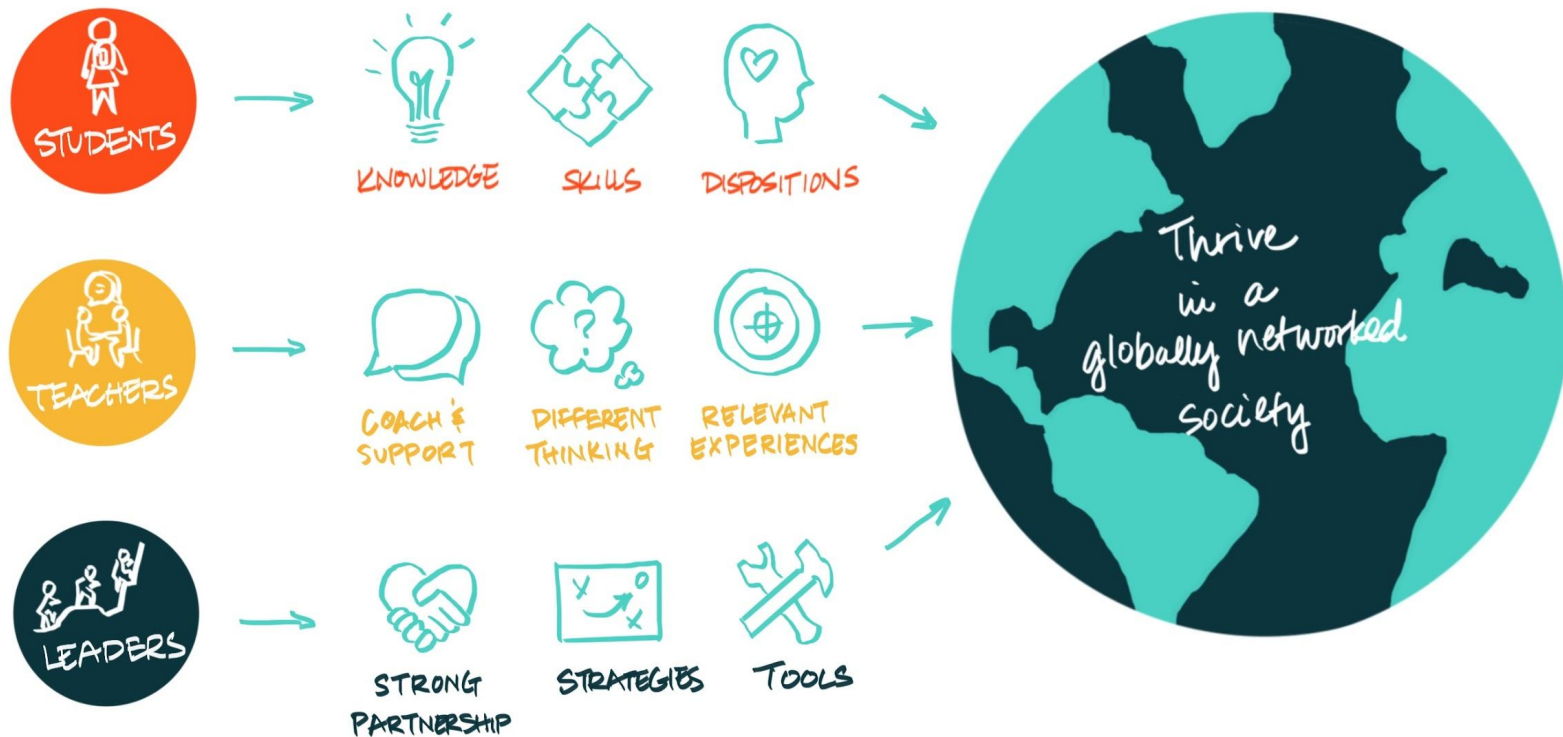 STUDENTS
KNOWLEDGE
SKILLS
DISPOSITIONS
TEACHERS
COACH &
SUPPORT
DIFFERENT
THINKING
RELEVANT
EXPERIENCES
LEADERS
STRONG
PARTNERSHIP
STRATEGIES
TOOLS
Thrive
in a
globally networked
society